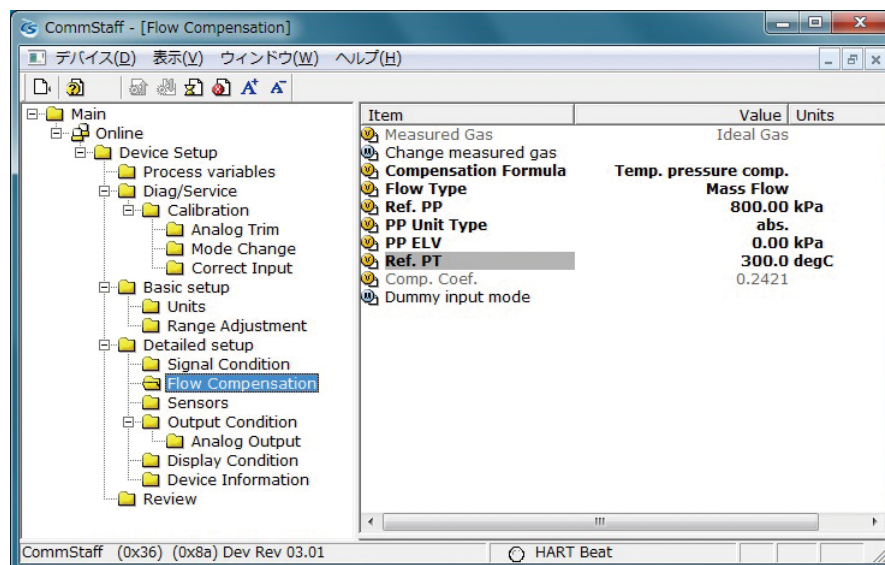 CommStaff - [Flow Compensation]
デバイス(D) 表示(V) ウィンドウ(W) ヘルプ(H)
Main
Online
Device Setup
Process variables
Diag/Service
Calibration
Analog Trim
Mode Change
Correct Input
Basic setup
Units
Range Adjustment
Detailed setup
Signal Condition
Flow Compensation
Sensors
Output Condition
Analog Output
Display Condition
Device Information
Review
Item Value Units
Measured Gas Ideal Gas
Change measured gas
Compensation Formula Temp. pressure comp.
Flow Type Mass Flow
Ref. PP 800.00 kPa
PP Unit Type abs.
PP ELV 0.00 kPa
Ref. PT 300.0 degC
Comp. Coef. 0.2421
Dummy input mode
CommStaff (0x36) (0x8a) Dev Rev 03.01 HART Beat